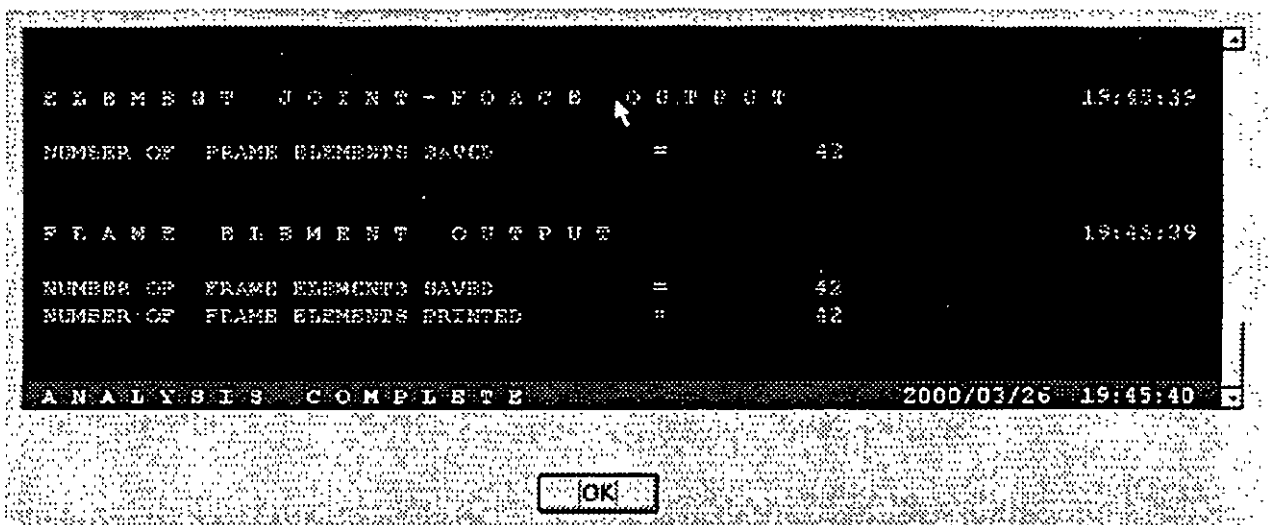 E L E M E N T   J O I N T - F O R C E   O U T P U T   19:45:39
NUMBER OF FRAME ELEMENTS SAVED = 42
F R A M E   E L E M E N T   O U T P U T   19:45:39
NUMBER OF FRAME ELEMENTS SAVED = 42
NUMBER OF FRAME ELEMENTS PRINTED = 42
A N A L Y S I S   C O M P L E T E   2000/03/26 19:45:40
OK